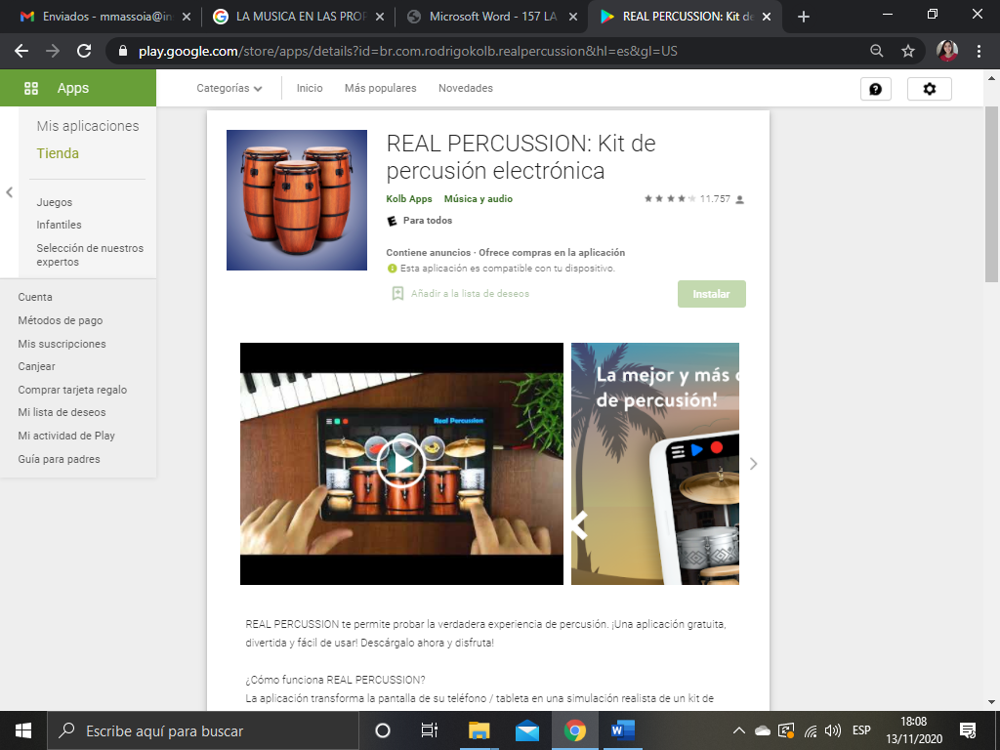 Enviados - mmassoia@in
LA MUSICA EN LAS PROP
Microsoft Word - 157 LA
REAL PERCUSSION: Kit de
play.google.com/store/apps/details?id=br.com.rodrigokolb.realpercussion&hl=es&gl=US
Apps
Categorías
Inicio
Más populares
Novedades
Mis aplicaciones
Tienda
Juegos
Infantiles
Selección de nuestros
expertos
Cuenta
Métodos de pago
Mis suscripciones
Canjear
Comprar tarjeta regalo
Mi lista de deseos
Mi actividad de Play
Guía para padres
REAL PERCUSSION: Kit de
percusión electrónica
Kolb Apps Música y audio
11.757
E Para todos
Contiene anuncios · Ofrece compras en la aplicación
Esta aplicación es compatible con tu dispositivo.
Añadir a la lista de deseos
Instalar
Real Percussion
La mejor y más c
de percusión!
REAL PERCUSSION te permite probar la verdadera experiencia de percusión. ¡Una aplicación gratuita,
divertida y fácil de usar! Descárgalo ahora y disfruta!
¿Cómo funciona REAL PERCUSSION?
La aplicación transforma la pantalla de su teléfono / tableta en una simulación realista de un kit de
Escribe aquí para buscar
ESP
18:08
13/11/2020